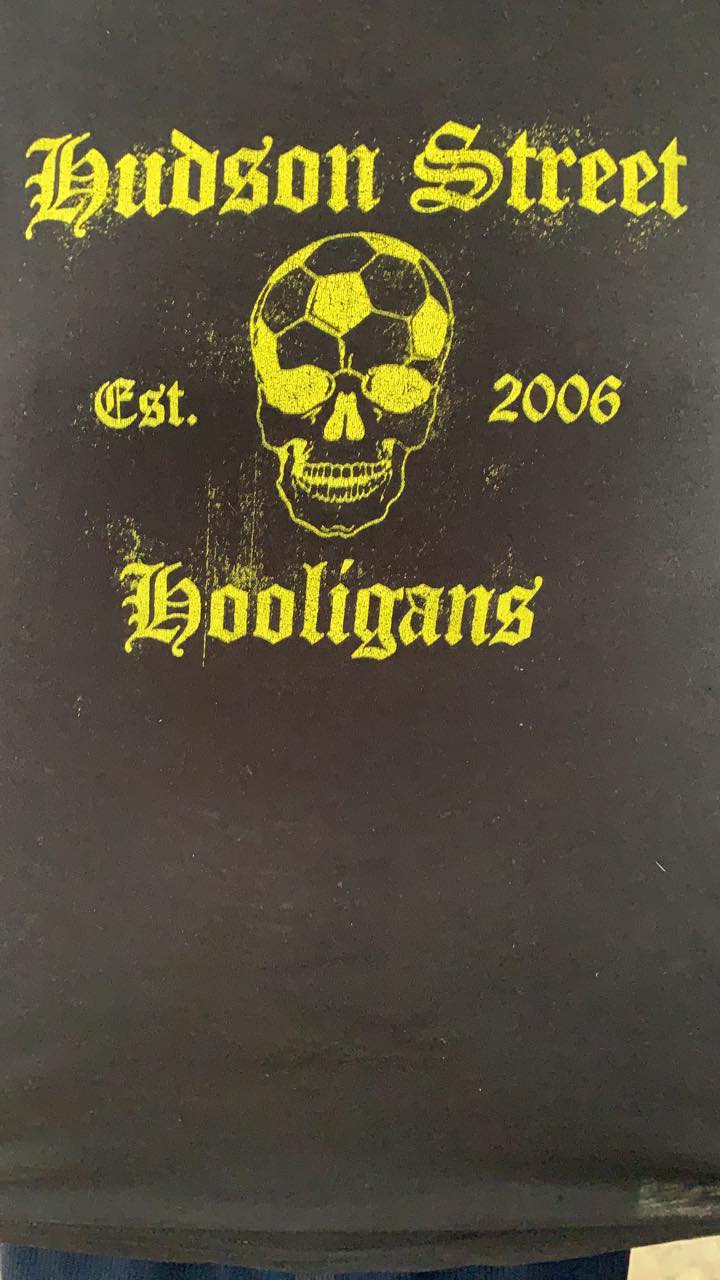 Hudson Street
Est. 2006
Hooligans